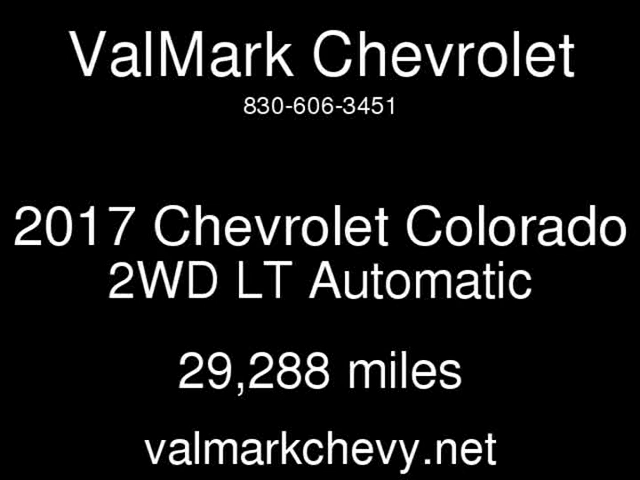 ValMark Chevrolet
830-606-3451
2017 Chevrolet Colorado
2WD LT Automatic
29,288 miles
valmarkchevy.net